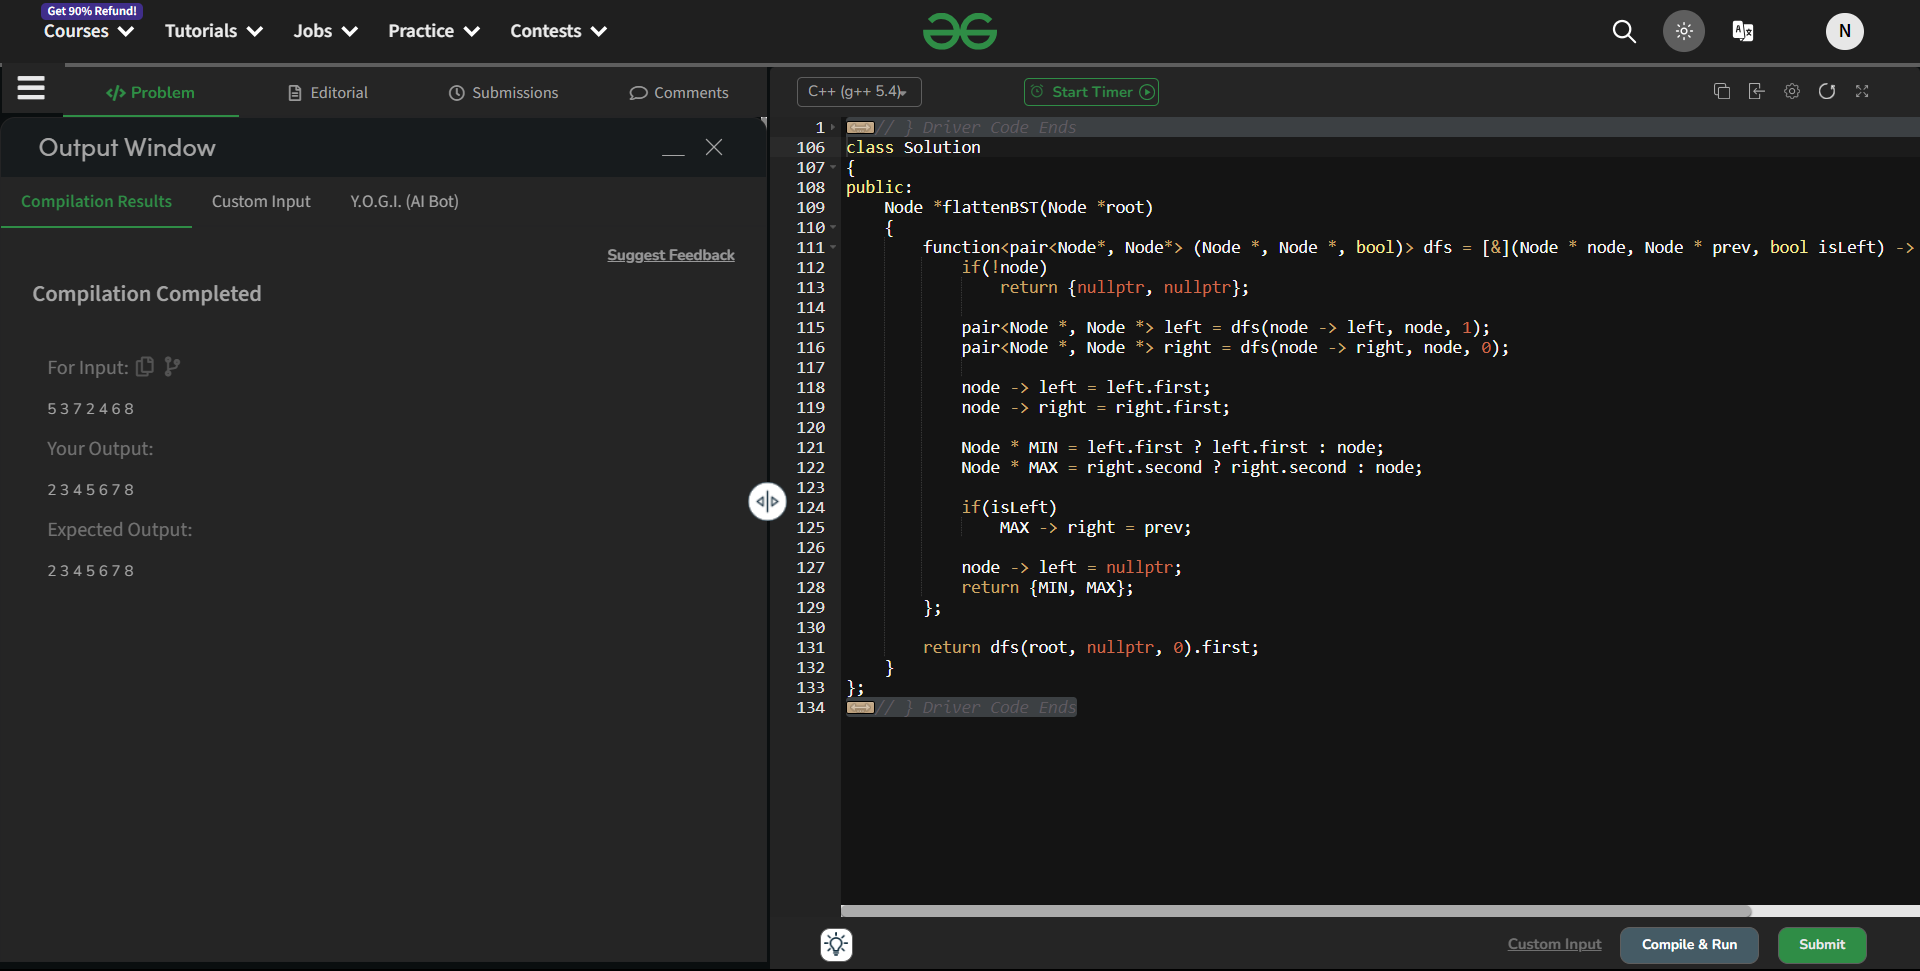 Get 90% Refund!
Courses Tutorials Jobs Practice Contests
N
</> Problem Editorial Submissions Comments
Output Window
Compilation Results Custom Input Y.O.G.I. (AI Bot)
Suggest Feedback
Compilation Completed
For Input:
5 3 7 2 4 6 8
Your Output:
2 3 4 5 6 7 8
Expected Output:
2 3 4 5 6 7 8
C++ (g++ 5.4)
Start Timer
1 // } Driver Code Ends
106 class Solution
107 {
108 public:
109     Node *flattenBST(Node *root)
110     {
111         function<pair<Node*, Node*> (Node *, Node *, bool)> dfs = [&](Node * node, Node * prev, bool isLeft) ->
112             if(!node)
113                 return {nullptr, nullptr};
114
115             pair<Node *, Node *> left = dfs(node -> left, node, 1);
116             pair<Node *, Node *> right = dfs(node -> right, node, 0);
117
118             node -> left = left.first;
119             node -> right = right.first;
120
121             Node * MIN = left.first ? left.first : node;
122             Node * MAX = right.second ? right.second : node;
123
124             if(isLeft)
125                 MAX -> right = prev;
126
127             node -> left = nullptr;
128             return {MIN, MAX};
129         };
130
131         return dfs(root, nullptr, 0).first;
132     }
133 };
134 // } Driver Code Ends
Custom Input Compile & Run Submit